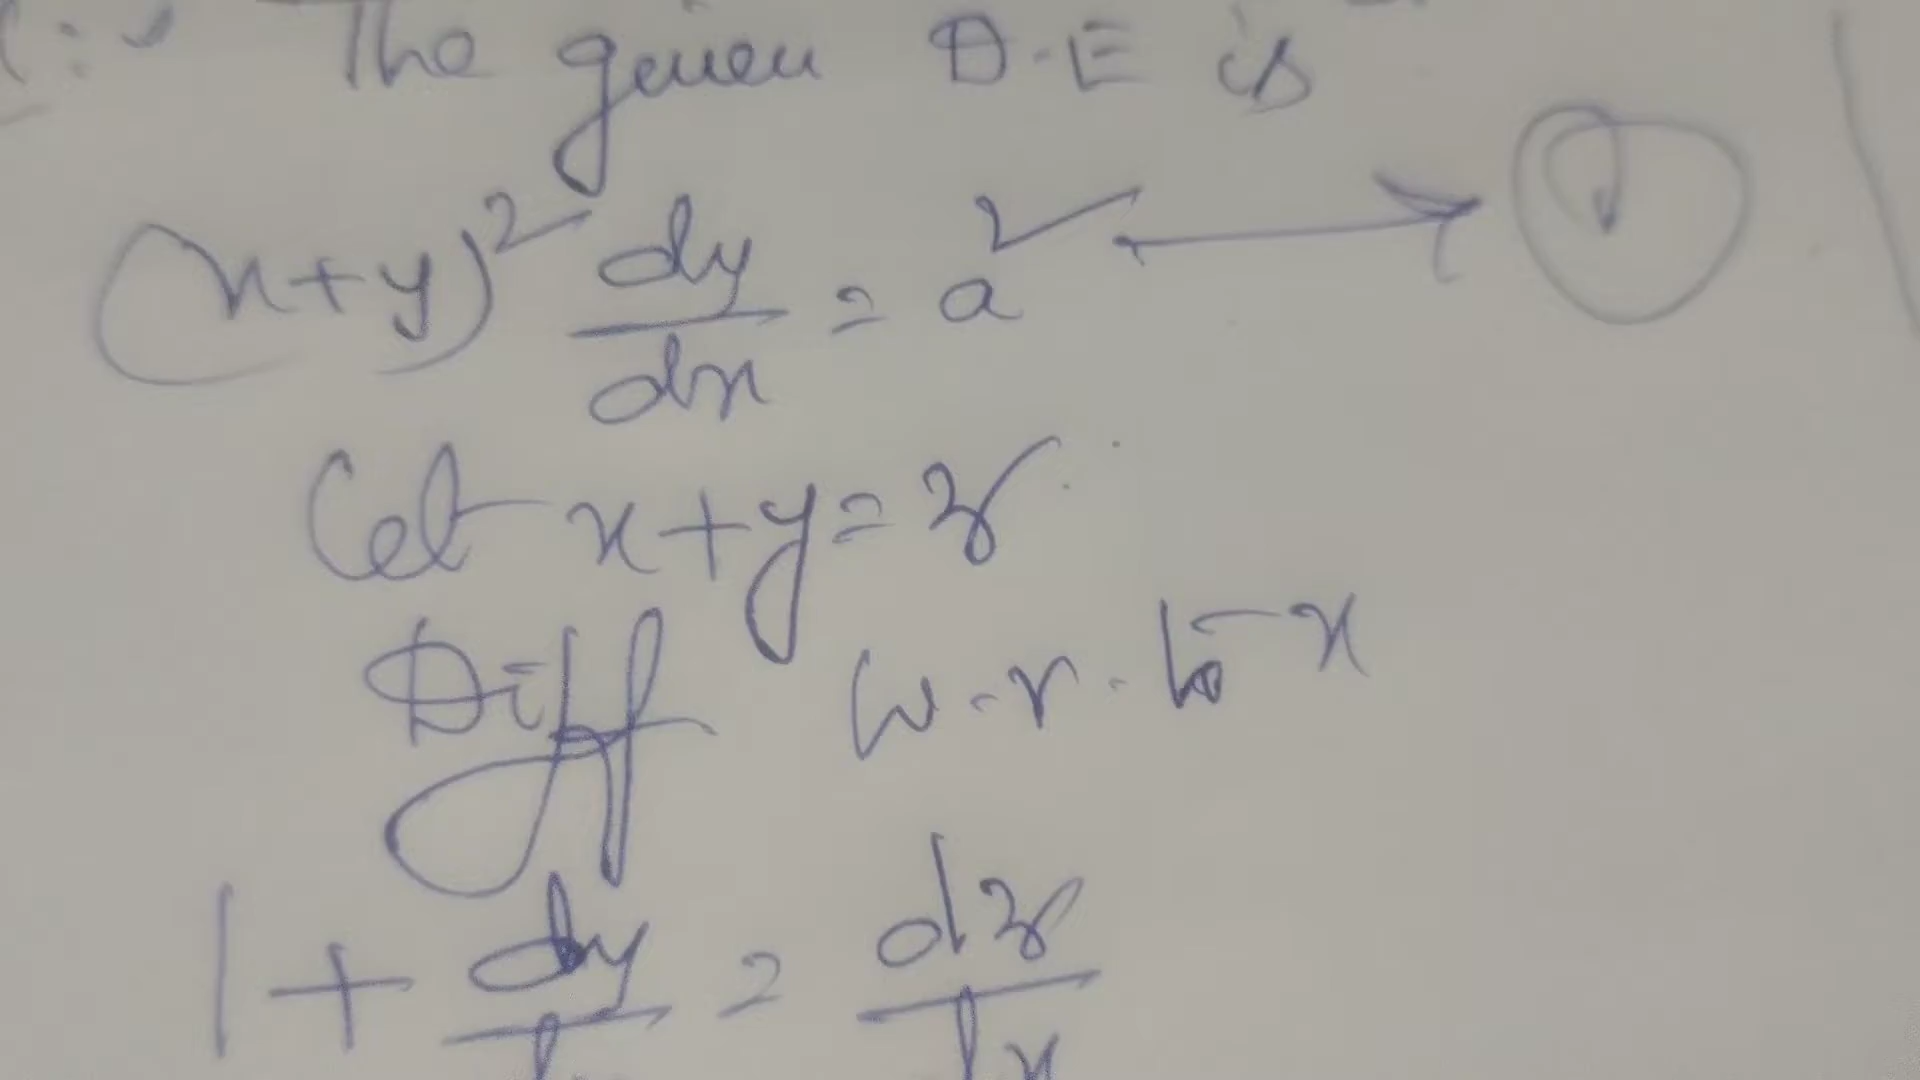 The given D.E is
(x+y)² dy/dx = a² → ①
Let x+y=z
Diff w.r.to x
1 + dy/dx = dz/dx